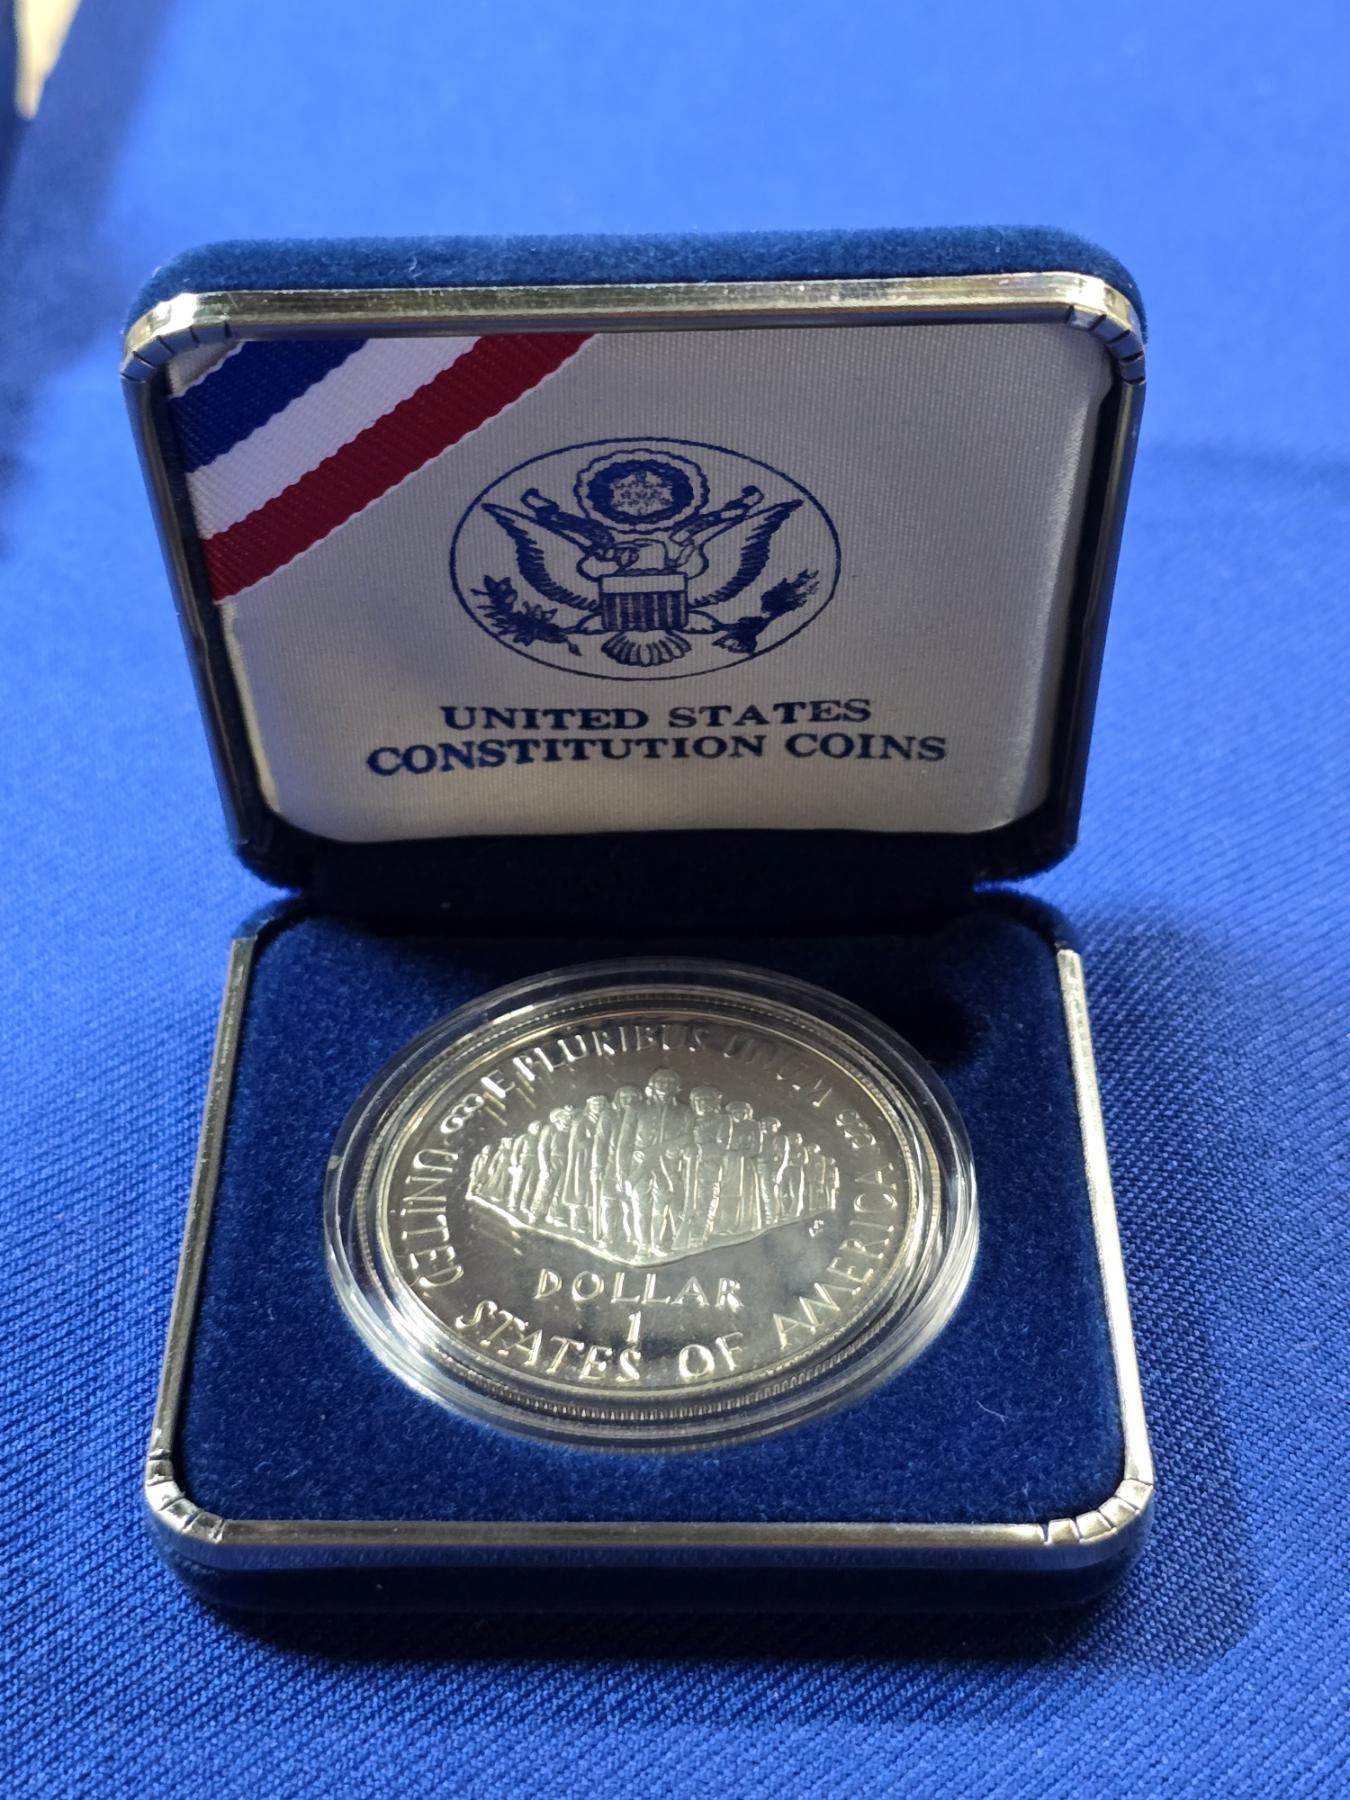 UNITED STATES
CONSTITUTION COINS
E PLURIBUS UNUM
DOLLAR
1
UNITED STATES OF AMERICA